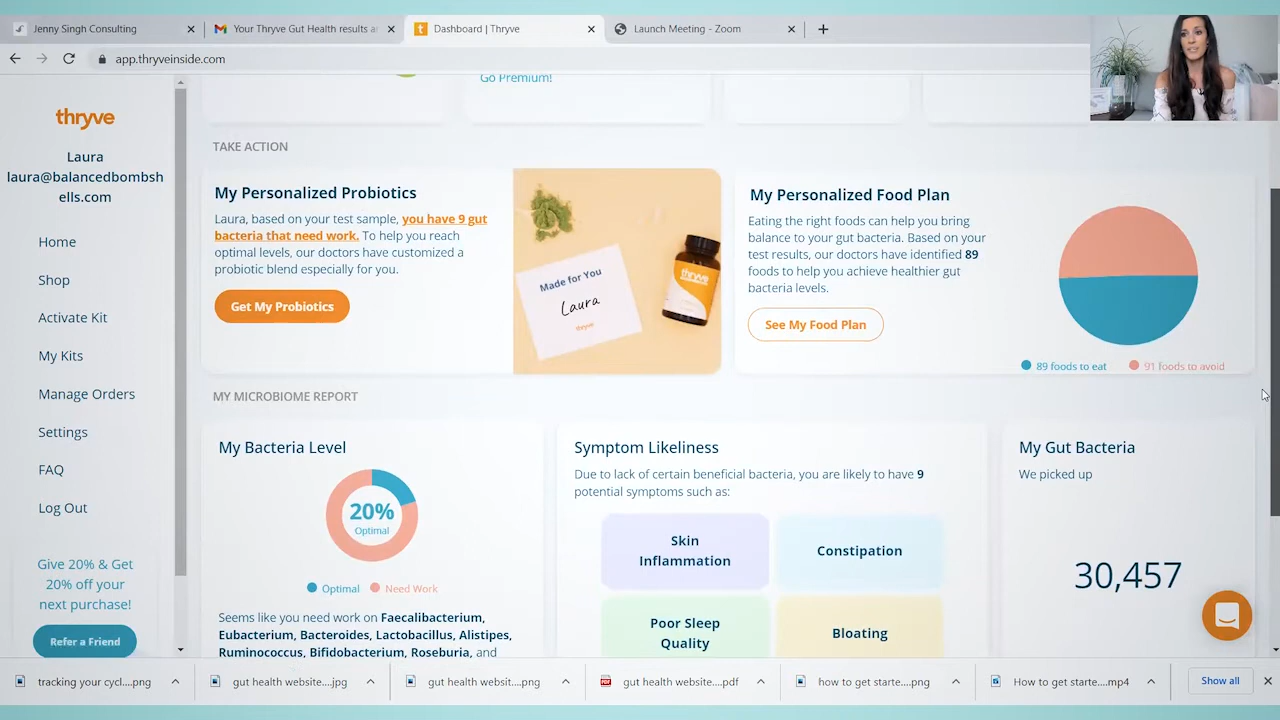 Jenny Singh Consulting
Your Thryve Gut Health results a
Dashboard | Thryve
Launch Meeting - Zoom
app.thryveinside.com
thryve
Laura
laura@balancedbombsh
ells.com
Home
Shop
Activate Kit
My Kits
Manage Orders
Settings
FAQ
Log Out
Give 20% & Get
20% off your
next purchase!
Refer a Friend
Go Premium!
TAKE ACTION
My Personalized Probiotics
Laura, based on your test sample, you have 9 gut
bacteria that need work. To help you reach
optimal levels, our doctors have customized a
probiotic blend especially for you.
Get My Probiotics
Made for You
Laura
thryve
thryve
My Personalized Food Plan
Eating the right foods can help you bring
balance to your gut bacteria. Based on your
test results, our doctors have identified 89
foods to help you achieve healthier gut
bacteria levels.
See My Food Plan
89 foods to eat
91 foods to avoid
MY MICROBIOME REPORT
My Bacteria Level
20%
Optimal
Optimal
Need Work
Seems like you need work on Faecalibacterium,
Eubacterium, Bacteroides, Lactobacillus, Alistipes,
Ruminococcus, Bifidobacterium, Roseburia, and
Symptom Likeliness
Due to lack of certain beneficial bacteria, you are likely to have 9
potential symptoms such as:
Skin
Inflammation
Constipation
Poor Sleep
Quality
Bloating
My Gut Bacteria
We picked up
30,457
tracking your cycl....png
gut health website....jpg
gut health websit....png
gut health website....pdf
how to get starte....png
How to get starte....mp4
Show all